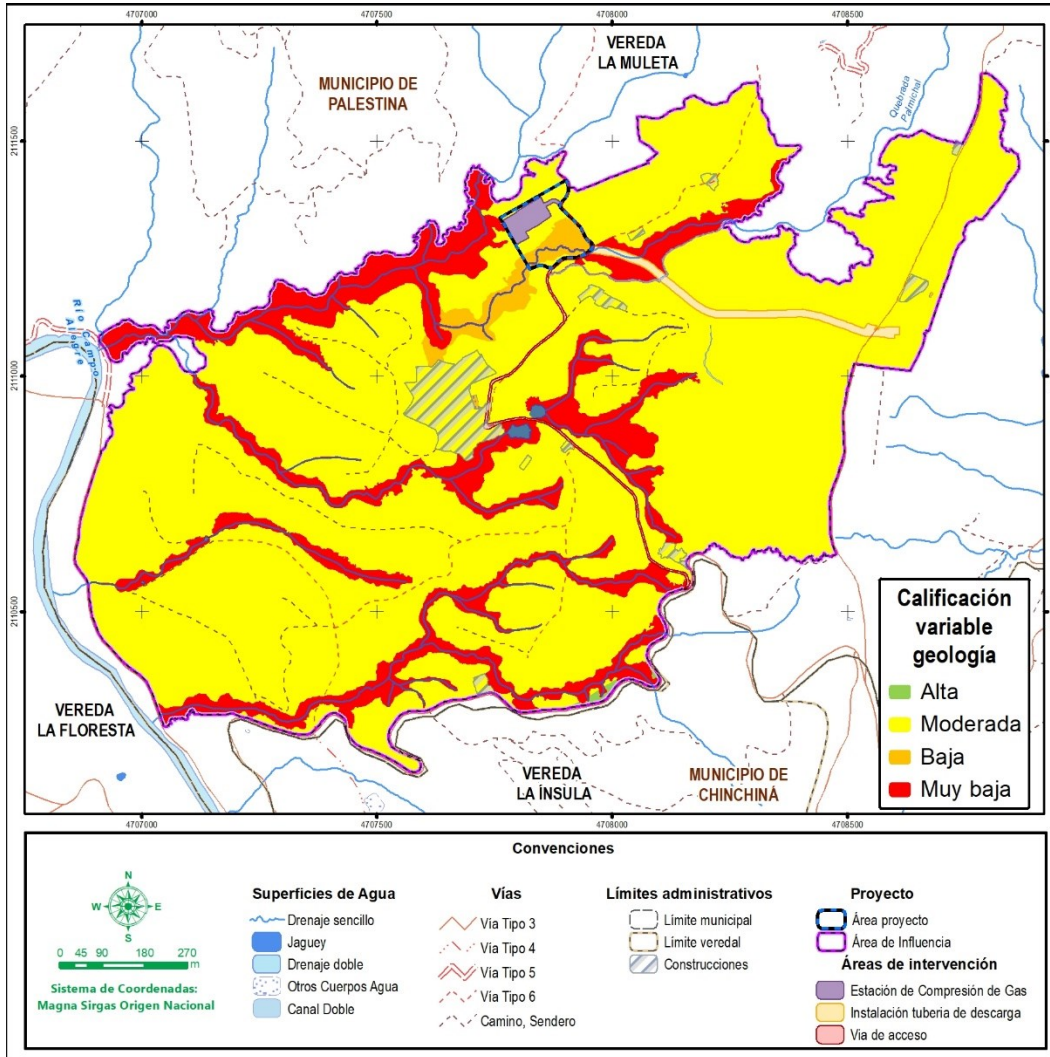 4707000
4707500
4708000
4708500
VEREDA
LA MULETA
MUNICIPIO DE
PALESTINA
Quebrada
Palmichal
2111500
2111000
2110500
Río Campo
Alegre
VEREDA
LA FLORESTA
VEREDA
LA ÍNSULA
MUNICIPIO DE
CHINCHINÁ
Calificación
variable
geología
Alta
Moderada
Baja
Muy baja
4707000
4707500
4708000
4708500
Convenciones
N
W
E
S
0 45 90 180 270
m
Sistema de Coordenadas:
Magna Sirgas Origen Nacional
Superficies de Agua
Drenaje sencillo
Jaguey
Drenaje doble
Otros Cuerpos Agua
Canal Doble
Vías
Vía Tipo 3
Vía Tipo 4
Vía Tipo 5
Vía Tipo 6
Camino, Sendero
Límites administrativos
Límite municipal
Límite veredal
Construcciones
Proyecto
Área proyecto
Área de Influencia
Áreas de intervención
Estación de Compresión de Gas
Instalación tuberia de descarga
Via de acceso